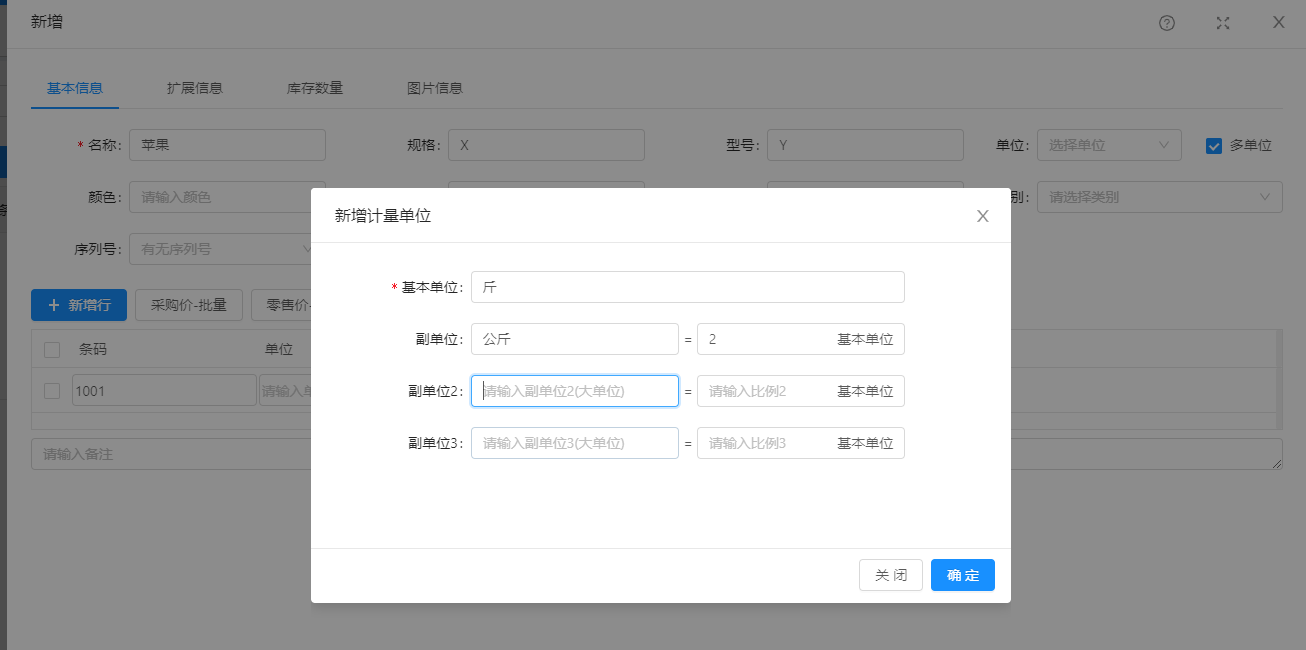 新增
基本信息 扩展信息 库存数量 图片信息
* 名称: 苹果 规格: X 型号: Y 单位: 选择单位 多单位
颜色: 请输入颜色 别: 请选择类别
序列号: 有无序列号
+ 新增行 采购价-批量 零售价-
条码 单位
1001 请输入单
请输入备注
新增计量单位
* 基本单位: 斤
副单位: 公斤 = 2 基本单位
副单位2: 请输入副单位2(大单位) = 请输入比例2 基本单位
副单位3: 请输入副单位3(大单位) = 请输入比例3 基本单位
关 闭 确 定